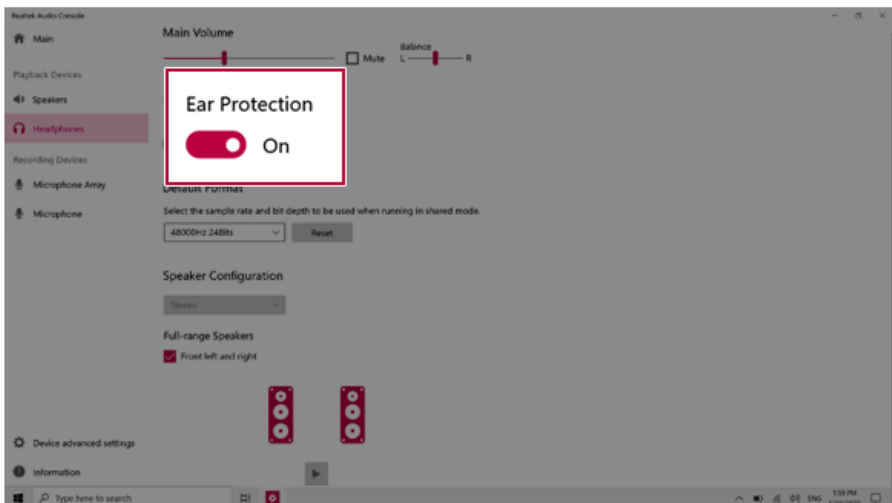 Realtek Audio Console
Main
Playback Devices
Speakers
Headphones
Recording Devices
Microphone Array
Microphone
Device advanced settings
Information
Main Volume
Mute
Balance
L
R
Ear Protection
On
Default Format
Select the sample rate and bit depth to be used when running in shared mode.
48000Hz 24Bits
Reset
Speaker Configuration
Stereo
Full-range Speakers
Front left and right
Type here to search
ENG
1:59 PM